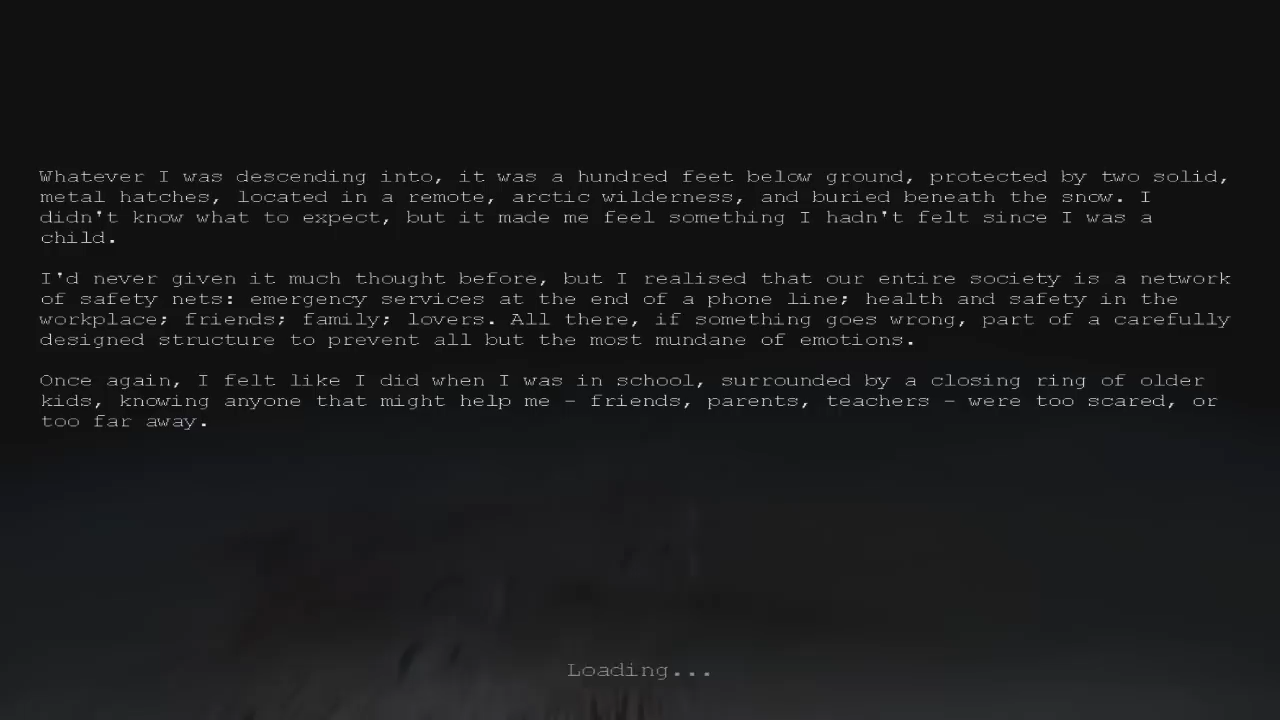 Whatever I was descending into, it was a hundred feet below ground, protected by two solid,
metal hatches, located in a remote, arctic wilderness, and buried beneath the snow. I
didn't know what to expect, but it made me feel something I hadn't felt since I was a
child.
I'd never given it much thought before, but I realised that our entire society is a network
of safety nets: emergency services at the end of a phone line; health and safety in the
workplace; friends; family; lovers. All there, if something goes wrong, part of a carefully
designed structure to prevent all but the most mundane of emotions.
Once again, I felt like I did when I was in school, surrounded by a closing ring of older
kids, knowing anyone that might help me - friends, parents, teachers - were too scared, or
too far away.
Loading...